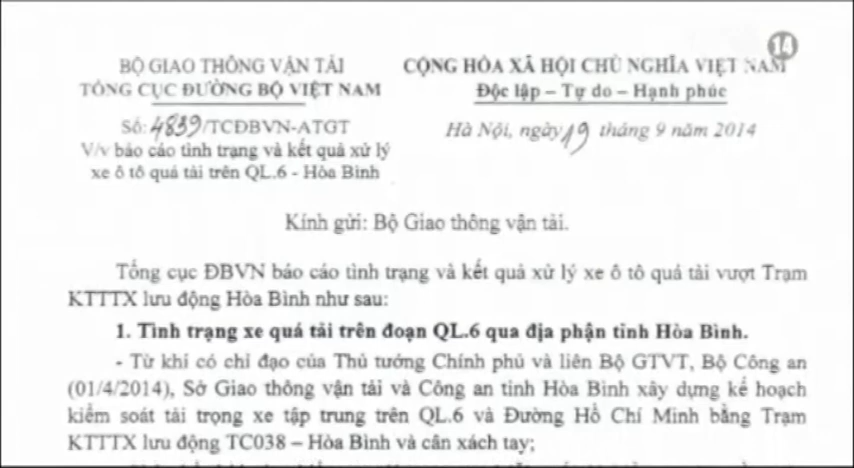 14
BỘ GIAO THÔNG VẬN TẢI
TỔNG CỤC ĐƯỜNG BỘ VIỆT NAM
Số: 4839/TCĐBVN-ATGT
V/v báo cáo tình trạng và kết quả xử lý
xe ô tô quá tải trên QL.6 - Hòa Bình
CỘNG HÒA XÃ HỘI CHỦ NGHĨA VIỆT NAM
Độc lập – Tự do – Hạnh phúc
Hà Nội, ngày 19 tháng 9 năm 2014
Kính gửi: Bộ Giao thông vận tải.
Tổng cục ĐBVN báo cáo tình trạng và kết quả xử lý xe ô tô quá tải vượt Trạm
KTTTX lưu động Hòa Bình như sau:
1. Tình trạng xe quá tải trên đoạn QL.6 qua địa phận tỉnh Hòa Bình.
- Từ khi có chỉ đạo của Thủ tướng Chính phủ và liên Bộ GTVT, Bộ Công an
(01/4/2014), Sở Giao thông vận tải và Công an tỉnh Hòa Bình xây dựng kế hoạch
kiểm soát tải trọng xe tập trung trên QL.6 và Đường Hồ Chí Minh bằng Trạm
KTTTX lưu động TC038 – Hòa Bình và cân xách tay;